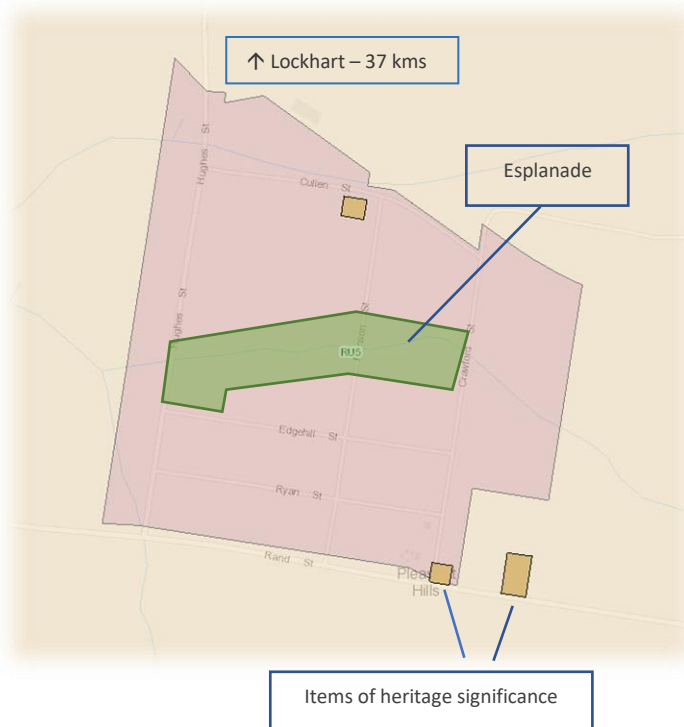 ↑ Lockhart – 37 kms
Esplanade
Hughes St
Cullen St
Hughes St
St
RU5
Crawford St
Edgehill St
Ryan St
Rand St
Hills
Items of heritage significance